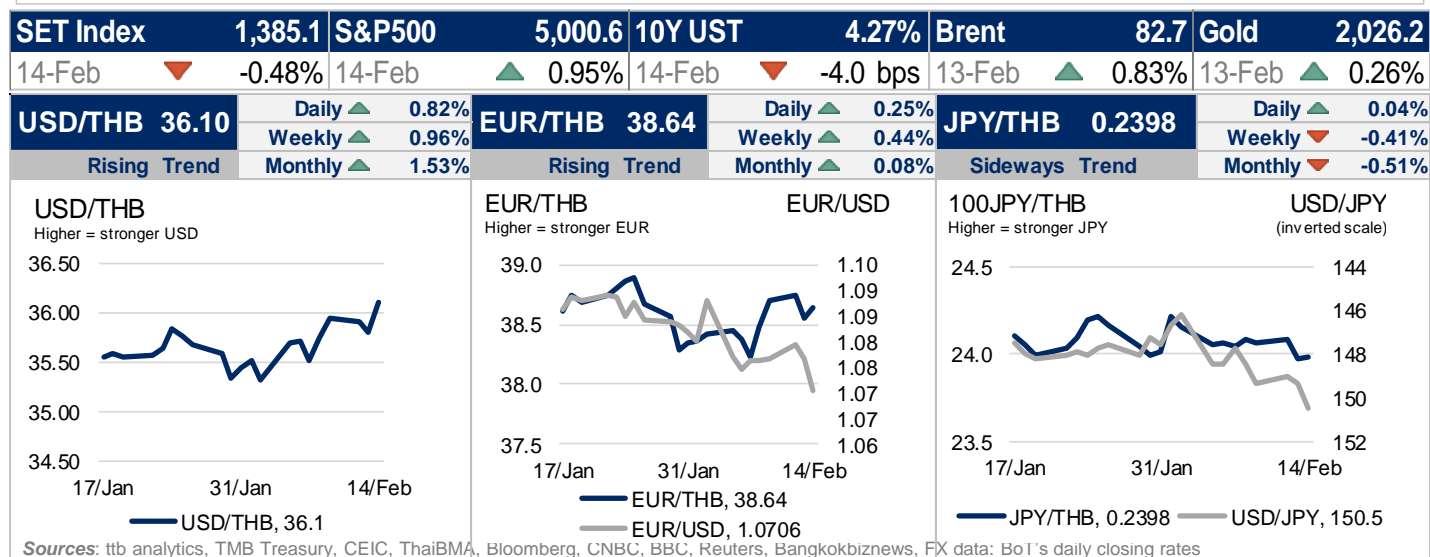 SET Index 1,385.1 S&P500 5,000.6 10Y UST 4.27% Brent 82.7 Gold 2,026.2
14-Feb -0.48% 14-Feb 0.95% 14-Feb -4.0 bps 13-Feb 0.83% 13-Feb 0.26%
USD/THB 36.10
Daily 0.82%
Weekly 0.96%
Rising Trend
Monthly 1.53%
EUR/THB 38.64
Daily 0.25%
Weekly 0.44%
Rising Trend
Monthly 0.08%
JPY/THB 0.2398
Daily 0.04%
Weekly -0.41%
Sideways Trend
Monthly -0.51%
USD/THB
Higher = stronger USD
36.50
36.00
35.50
35.00
34.50
17/Jan 31/Jan 14/Feb
USD/THB, 36.1
EUR/THB EUR/USD
Higher = stronger EUR
39.0
38.5
38.0
37.5
1.10
1.09
1.09
1.08
1.08
1.07
1.07
1.06
17/Jan 31/Jan 14/Feb
EUR/THB, 38.64
EUR/USD, 1.0706
100JPY/THB USD/JPY
Higher = stronger JPY (inverted scale)
24.5
24.0
23.5
144
146
148
150
152
17/Jan 31/Jan 14/Feb
JPY/THB, 0.2398 USD/JPY, 150.5
Sources: ttb analytics, TMB Treasury, CEIC, ThaiBMA, Bloomberg, CNBC, BBC, Reuters, Bangkokbiznews, FX data: BoT's daily closing rates